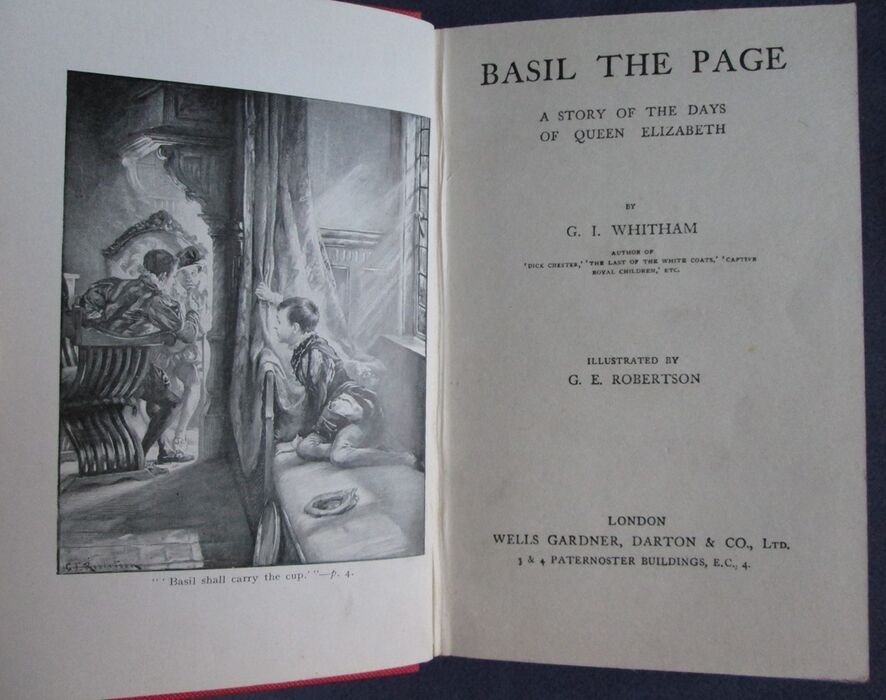 G. E. Robertson
"'Basil shall carry the cup.'"—p. 4.
BASIL THE PAGE
A STORY OF THE DAYS
OF QUEEN ELIZABETH
BY
G. I. WHITHAM
AUTHOR OF
'DICK CHESTER,' 'THE LAST OF THE WHITE COATS,' 'CAPTIVE
ROYAL CHILDREN,' ETC.
ILLUSTRATED BY
G. E. ROBERTSON
LONDON
WELLS GARDNER, DARTON & CO., LTD.
3 & 4 PATERNOSTER BUILDINGS, E.C., 4.